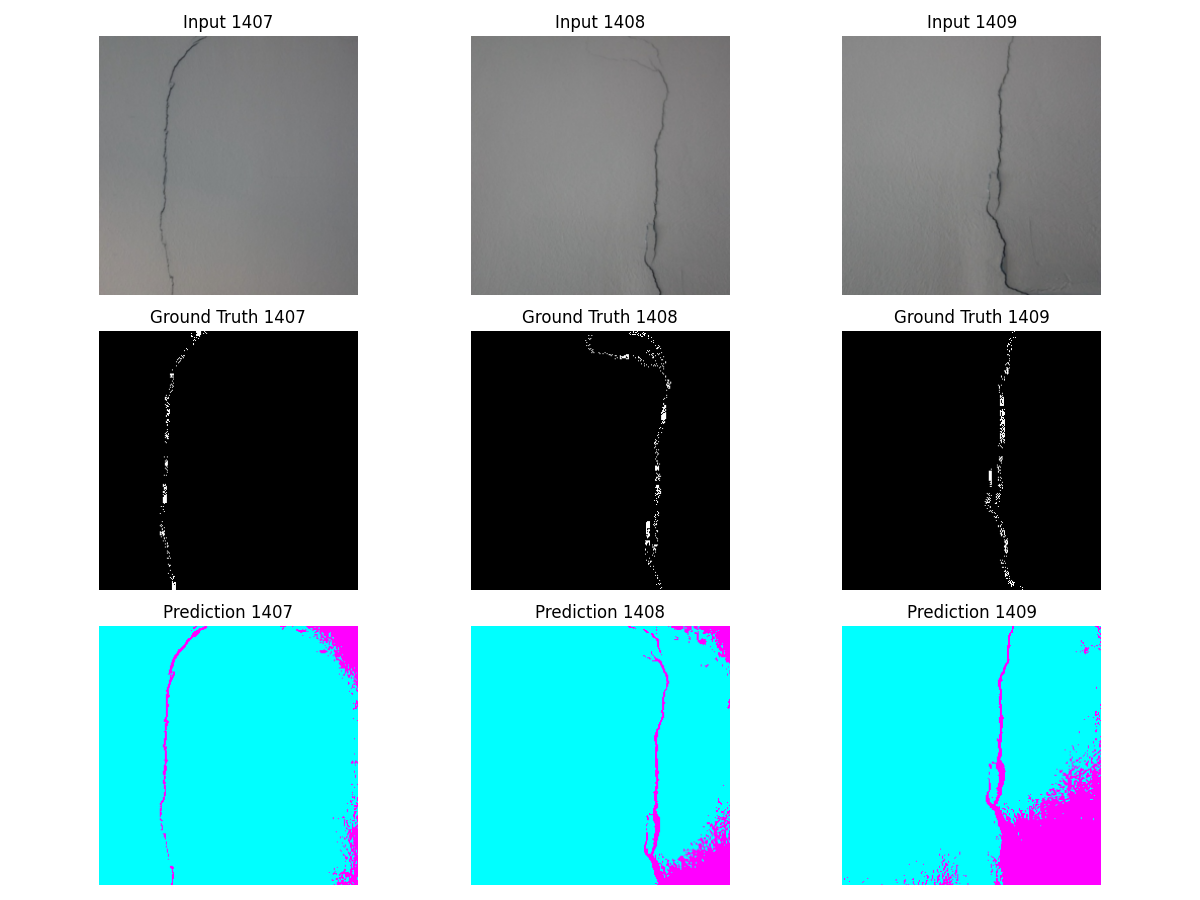 Input 1407
Input 1408
Input 1409
Ground Truth 1407
Ground Truth 1408
Ground Truth 1409
Prediction 1407
Prediction 1408
Prediction 1409